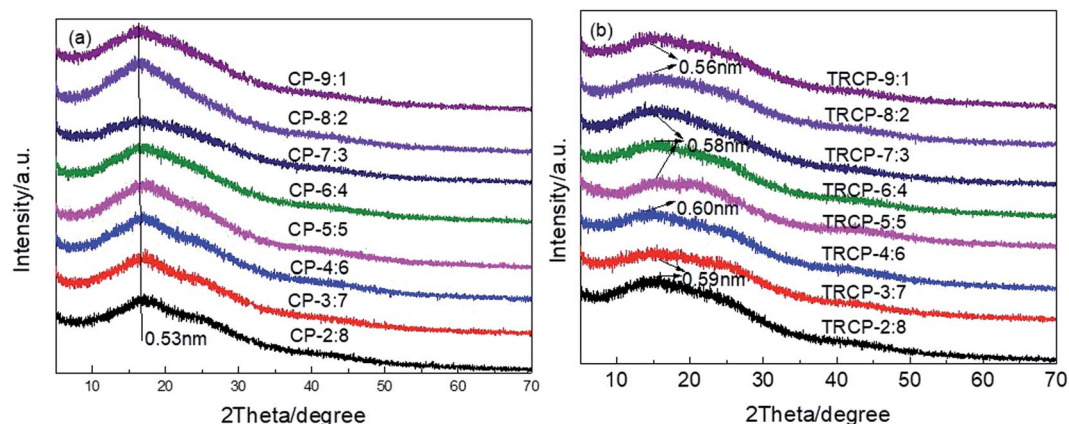 (a)
CP-9:1
CP-8:2
CP-7:3
CP-6:4
CP-5:5
CP-4:6
CP-3:7
CP-2:8
0.53nm
Intensity/a.u.
10 20 30 40 50 60 70
2Theta/degree
(b)
0.56nm
TRCP-9:1
TRCP-8:2
0.58nm
TRCP-7:3
TRCP-6:4
0.60nm
TRCP-5:5
TRCP-4:6
0.59nm
TRCP-3:7
TRCP-2:8
Intensity/a.u.
10 20 30 40 50 60 70
2Theta/degree